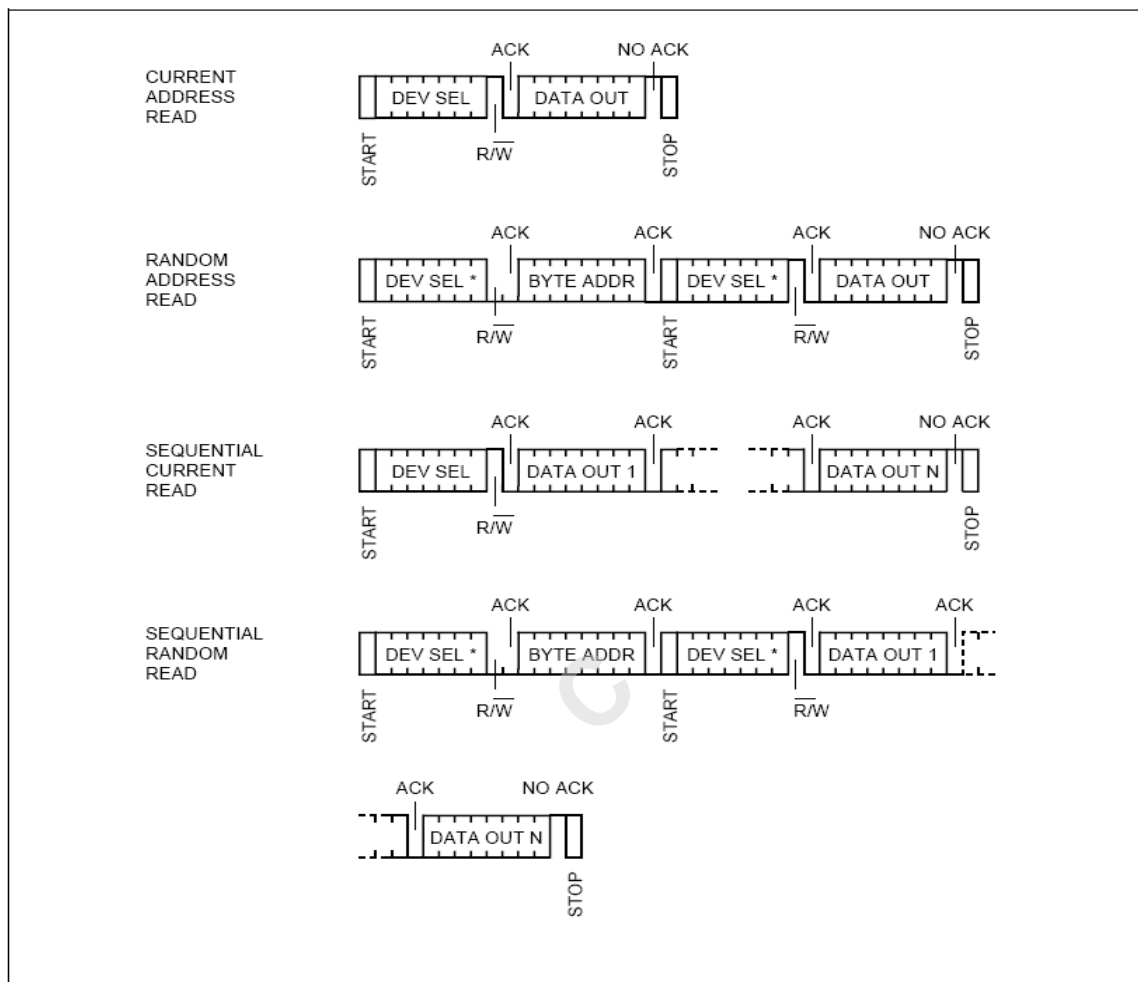 ACK NO ACK
CURRENT
ADDRESS
READ
DEV SEL DATA OUT
START R/W̅ STOP
ACK ACK ACK NO ACK
RANDOM
ADDRESS
READ
DEV SEL * BYTE ADDR DEV SEL * DATA OUT
START R/W̅ START R̅/W STOP
ACK ACK ACK NO ACK
SEQUENTIAL
CURRENT
READ
DEV SEL DATA OUT 1 DATA OUT N
START R/W̅ STOP
ACK ACK ACK ACK
SEQUENTIAL
RANDOM
READ
DEV SEL * BYTE ADDR DEV SEL * DATA OUT 1
START R/W̅ START R̅/W
C
ACK NO ACK
DATA OUT N
STOP